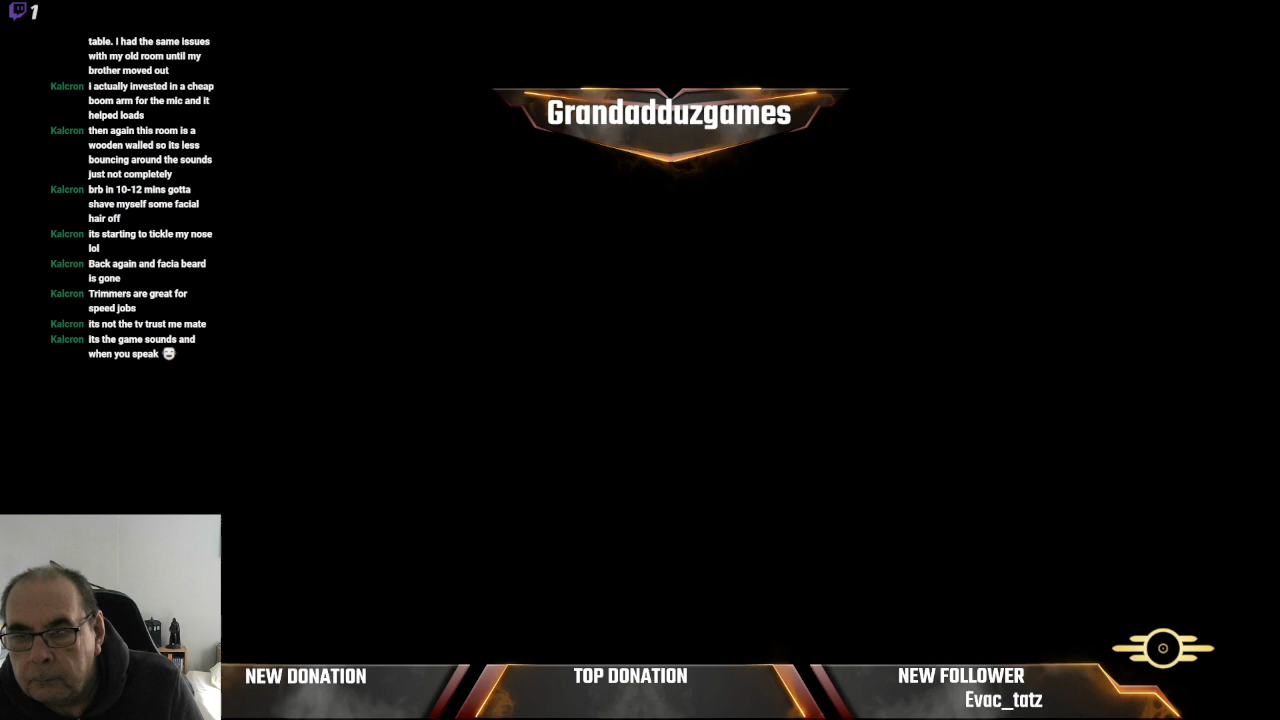 1
table. I had the same issues
with my old room until my
brother moved out
Kalcron I actually invested in a cheap
boom arm for the mic and it
helped loads
Kalcron then again this room is a
wooden walled so its less
bouncing around the sounds
just not completely
Kalcron brb in 10-12 mins gotta
shave myself some facial
hair off
Kalcron its starting to tickle my nose
lol
Kalcron Back again and facia beard
is gone
Kalcron Trimmers are great for
speed jobs
Kalcron its not the tv trust me mate
Kalcron Its the game sounds and
when you speak
Grandadduzgames
NEW DONATION
TOP DONATION
NEW FOLLOWER
Evac_tatz